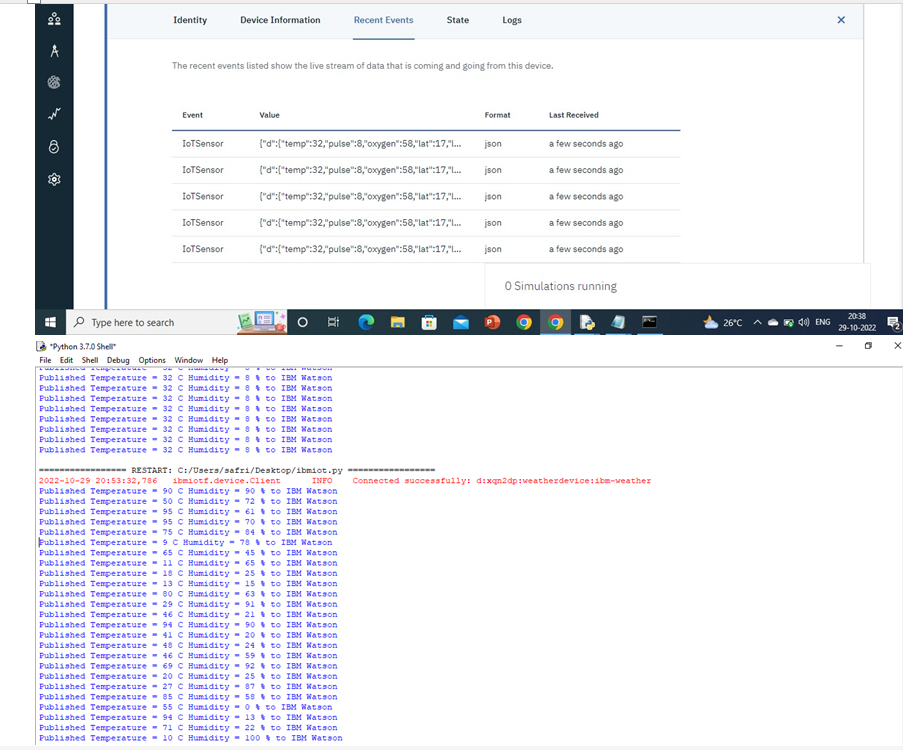 Identity Device Information Recent Events State Logs ×
The recent events listed show the live stream of data that is coming and going from this device.
Event Value Format Last Received
IoTSensor {"d":{"temp":32,"pulse":8,"oxygen":58,"lat":17,"l... json a few seconds ago
IoTSensor {"d":{"temp":32,"pulse":8,"oxygen":58,"lat":17,"l... json a few seconds ago
IoTSensor {"d":{"temp":32,"pulse":8,"oxygen":58,"lat":17,"l... json a few seconds ago
IoTSensor {"d":{"temp":32,"pulse":8,"oxygen":58,"lat":17,"l... json a few seconds ago
IoTSensor {"d":{"temp":32,"pulse":8,"oxygen":58,"lat":17,"l... json a few seconds ago
0 Simulations running
Type here to search 26°C ENG 20:38
29-10-2022 2
*Python 3.7.0 Shell*
File Edit Shell Debug Options Window Help
Published Temperature = 32 C Humidity = 8 % to IBM Watson
Published Temperature = 32 C Humidity = 8 % to IBM Watson
Published Temperature = 32 C Humidity = 8 % to IBM Watson
Published Temperature = 32 C Humidity = 8 % to IBM Watson
Published Temperature = 32 C Humidity = 8 % to IBM Watson
Published Temperature = 32 C Humidity = 8 % to IBM Watson
Published Temperature = 32 C Humidity = 8 % to IBM Watson
Published Temperature = 32 C Humidity = 8 % to IBM Watson
Published Temperature = 32 C Humidity = 8 % to IBM Watson
================= RESTART: C:/Users/safri/Desktop/ibmiot.py =================
2022-10-29 20:53:32,786 ibmiotf.device.Client INFO Connected successfully: d:xqn2dp:weatherdevice:ibm-weather
Published Temperature = 90 C Humidity = 90 % to IBM Watson
Published Temperature = 50 C Humidity = 72 % to IBM Watson
Published Temperature = 95 C Humidity = 61 % to IBM Watson
Published Temperature = 95 C Humidity = 70 % to IBM Watson
Published Temperature = 75 C Humidity = 84 % to IBM Watson
Published Temperature = 9 C Humidity = 78 % to IBM Watson
Published Temperature = 65 C Humidity = 45 % to IBM Watson
Published Temperature = 11 C Humidity = 65 % to IBM Watson
Published Temperature = 18 C Humidity = 25 % to IBM Watson
Published Temperature = 13 C Humidity = 15 % to IBM Watson
Published Temperature = 80 C Humidity = 63 % to IBM Watson
Published Temperature = 29 C Humidity = 91 % to IBM Watson
Published Temperature = 46 C Humidity = 21 % to IBM Watson
Published Temperature = 94 C Humidity = 90 % to IBM Watson
Published Temperature = 41 C Humidity = 20 % to IBM Watson
Published Temperature = 48 C Humidity = 24 % to IBM Watson
Published Temperature = 46 C Humidity = 59 % to IBM Watson
Published Temperature = 69 C Humidity = 92 % to IBM Watson
Published Temperature = 20 C Humidity = 25 % to IBM Watson
Published Temperature = 27 C Humidity = 87 % to IBM Watson
Published Temperature = 85 C Humidity = 58 % to IBM Watson
Published Temperature = 55 C Humidity = 0 % to IBM Watson
Published Temperature = 94 C Humidity = 13 % to IBM Watson
Published Temperature = 71 C Humidity = 22 % to IBM Watson
Published Temperature = 10 C Humidity = 100 % to IBM Watson